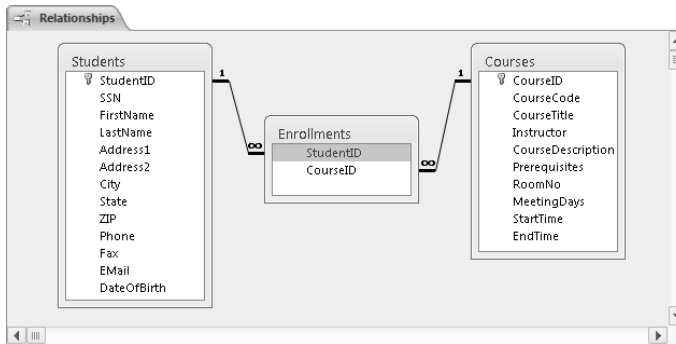 Relationships
Students
StudentID
SSN
FirstName
LastName
Address1
Address2
City
State
ZIP
Phone
Fax
EMail
DateOfBirth
1
∞
Enrollments
StudentID
CourseID
1
∞
Courses
CourseID
CourseCode
CourseTitle
Instructor
CourseDescription
Prerequisites
RoomNo
MeetingDays
StartTime
EndTime